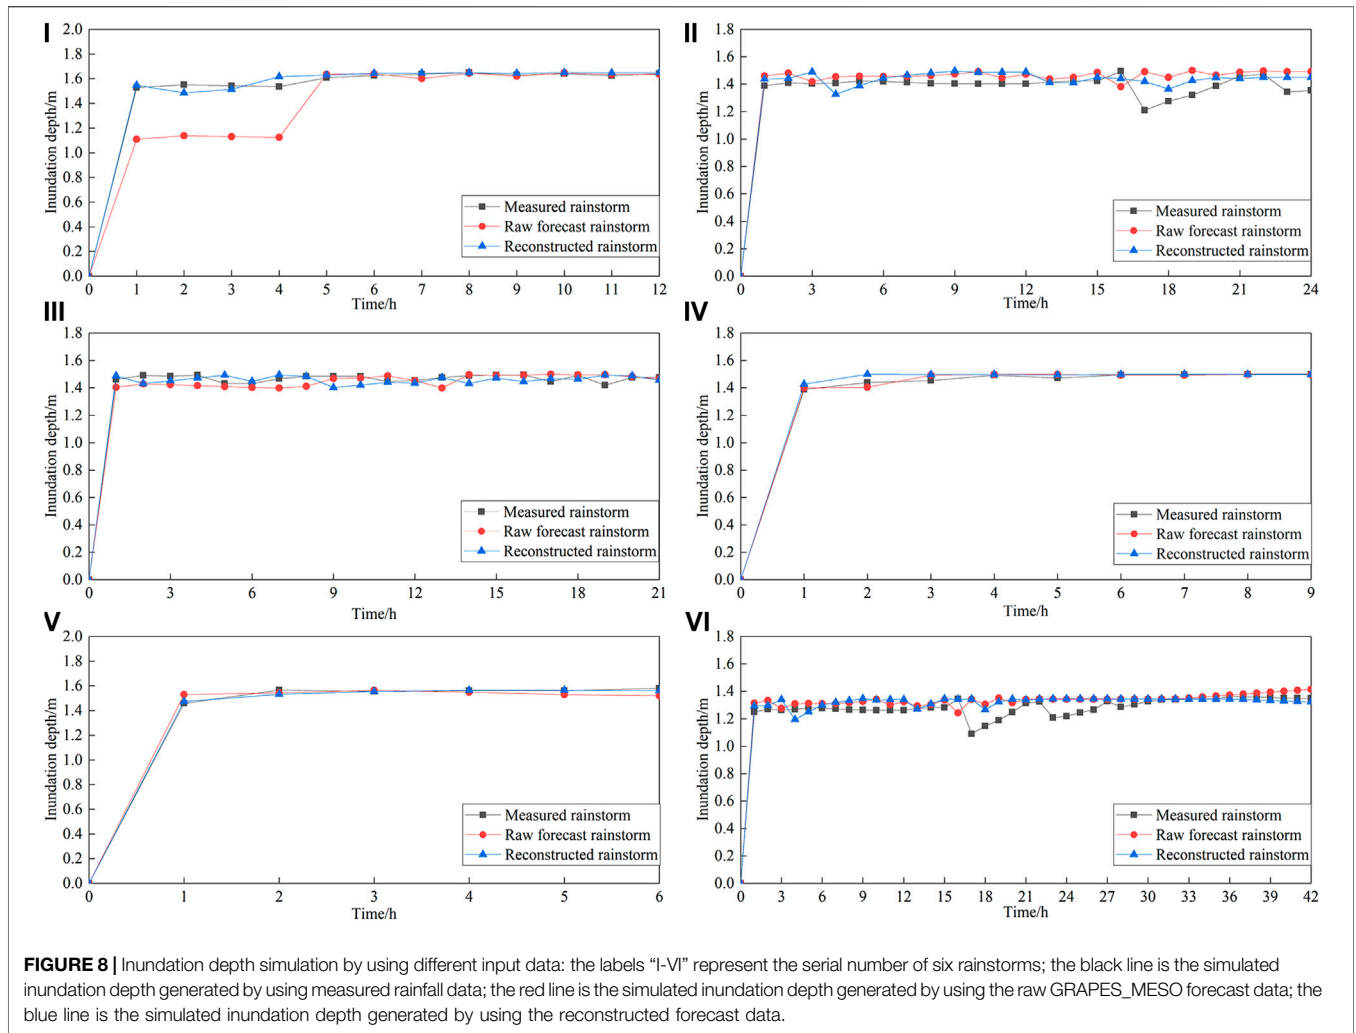 I
Inundation depth/m
2.0
1.8
1.6
1.4
1.2
1.0
0.8
0.6
0.4
0.2
0.0
Measured rainstorm
Raw forecast rainstorm
Reconstructed rainstorm
0 1 2 3 4 5 6 7 8 9 10 11 12
Time/h
II
Inundation depth/m
1.8
1.6
1.4
1.2
1.0
0.8
0.6
0.4
0.2
0.0
Measured rainstorm
Raw forecast rainstorm
Reconstructed rainstorm
0 3 6 9 12 15 18 21 24
Time/h
III
Inundation depth/m
1.8
1.6
1.4
1.2
1.0
0.8
0.6
0.4
0.2
0.0
Measured rainstorm
Raw forecast rainstorm
Reconstructed rainstorm
0 3 6 9 12 15 18 21
Time/h
IV
Inundation depth/m
1.8
1.6
1.4
1.2
1.0
0.8
0.6
0.4
0.2
0.0
Measured rainstorm
Raw forecast rainstorm
Reconstructed rainstorm
0 1 2 3 4 5 6 7 8 9
Time/h
V
Inundation depth/m
2.0
1.8
1.6
1.4
1.2
1.0
0.8
0.6
0.4
0.2
0.0
Measured rainstorm
Raw forecast rainstorm
Reconstructed rainstorm
0 1 2 3 4 5 6
Time/h
VI
Inundation depth/m
1.8
1.6
1.4
1.2
1.0
0.8
0.6
0.4
0.2
0.0
Measured rainstorm
Raw forecast rainstorm
Reconstructed rainstorm
0 3 6 9 12 15 18 21 24 27 30 33 36 39 42
Time/h
FIGURE 8 | Inundation depth simulation by using different input data: the labels “I-VI” represent the serial number of six rainstorms; the black line is the simulated
inundation depth generated by using measured rainfall data; the red line is the simulated inundation depth generated by using the raw GRAPES_MESO forecast data; the
blue line is the simulated inundation depth generated by using the reconstructed forecast data.